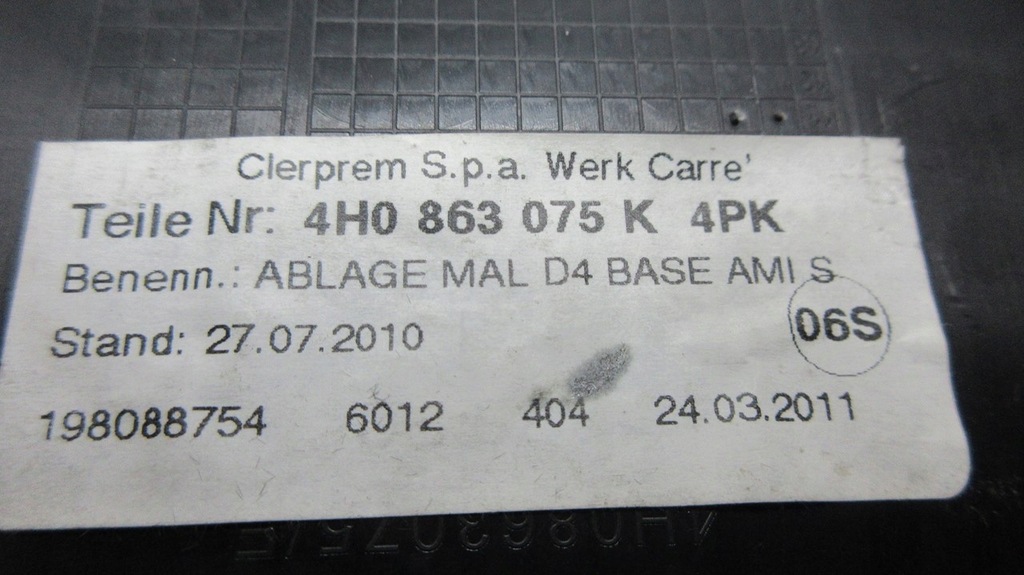 Clerprem S.p.a. Werk Carre'
Teile Nr: 4H0 863 075 K 4PK
Benenn.: ABLAGE MAL D4 BASE AMI S
Stand: 27.07.2010
06S
198088754 6012 404 24.03.2011